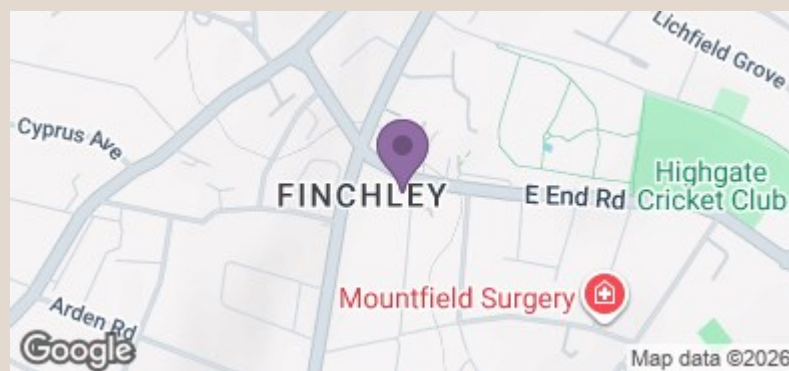 Lichfield Grove
Cyprus Ave
FINCHLEY
E End Rd
Highgate
Cricket Club
Mountfield Surgery
Arden Rd
Google
Map data ©2026